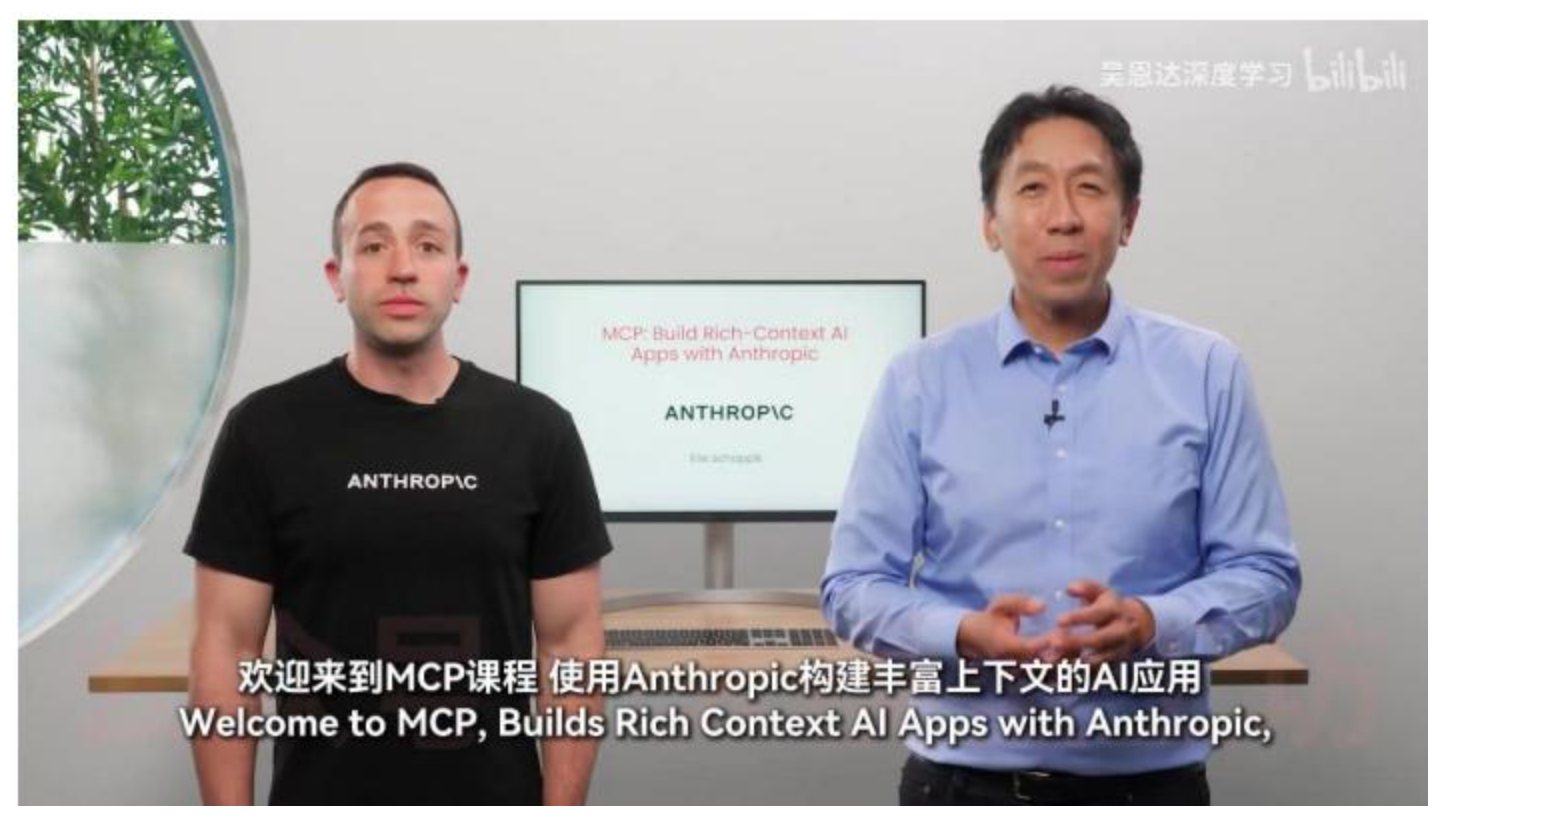 吴恩达深度学习 bilibili
MCP: Build Rich-Context AI
Apps with Anthropic
ANTHROP\C
ANTHROP\C
欢迎来到MCP课程 使用Anthropic构建丰富上下文的AI应用
Welcome to MCP, Builds Rich Context AI Apps with Anthropic,